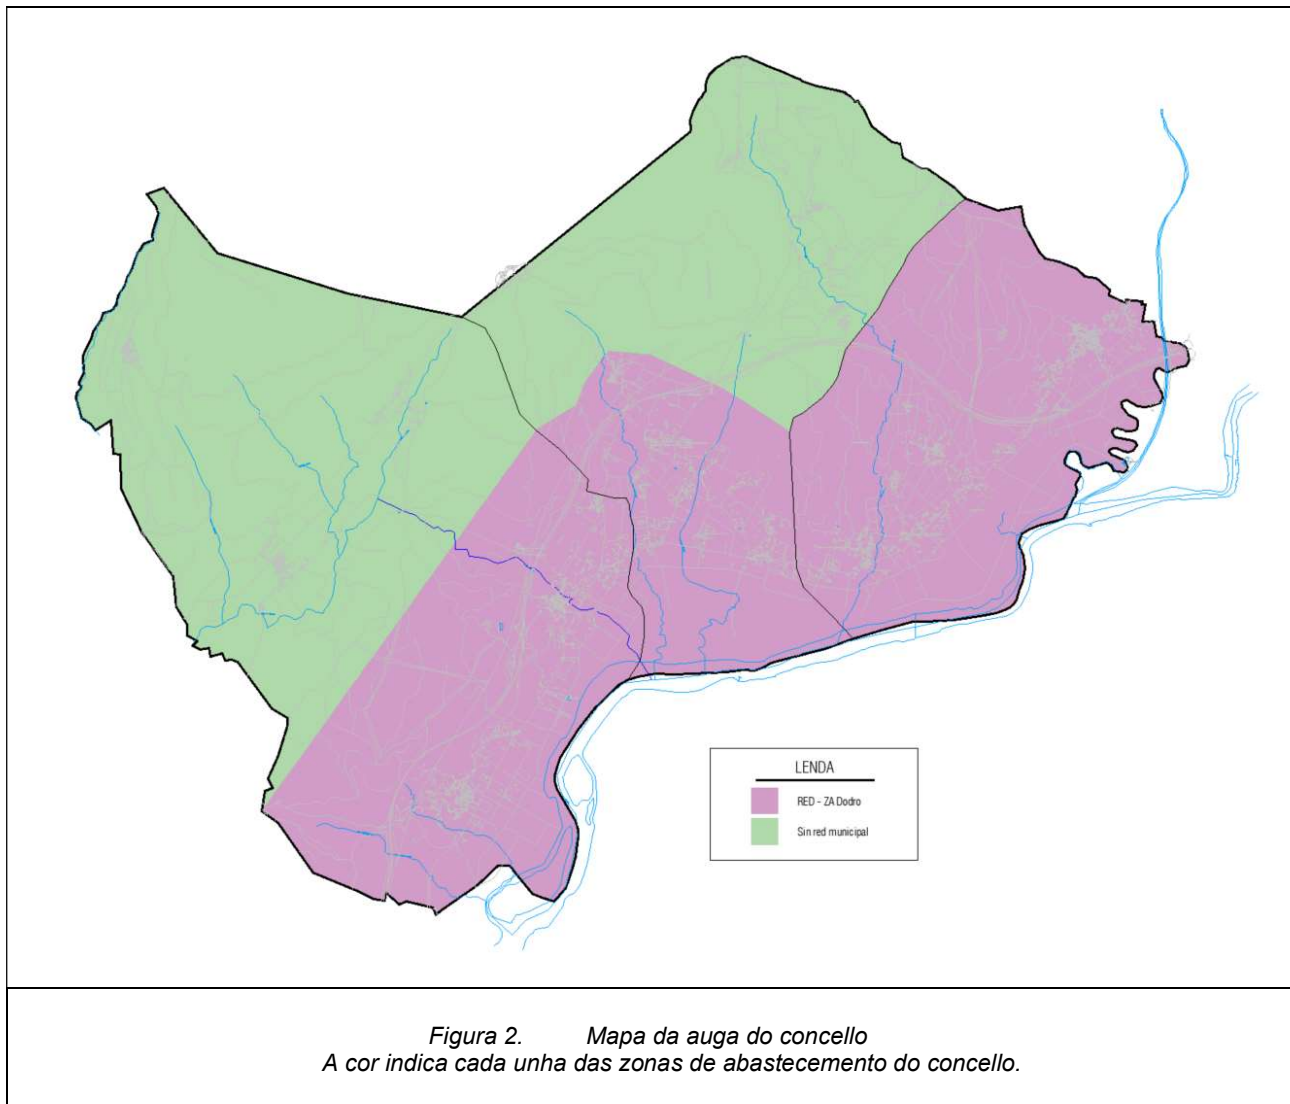 LENDA
RED - ZA Dodro
Sin red municipal
Figura 2. Mapa da auga do concello
A cor indica cada unha das zonas de abastecemento do concello.